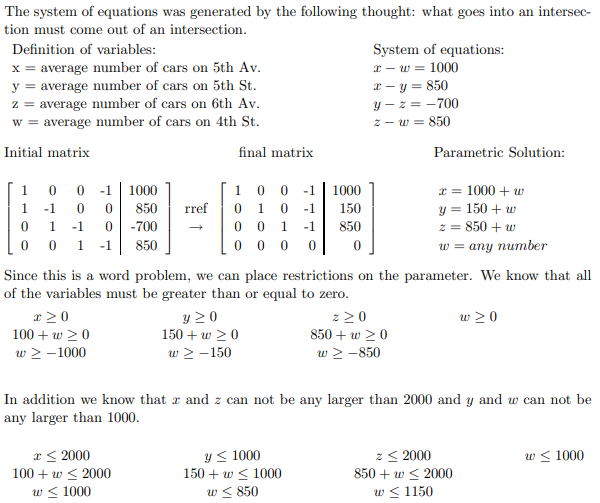 The system of equations was generated by the following thought: what goes into an intersec-
tion must come out of an intersection.
Definition of variables: System of equations:
x = average number of cars on 5th Av. x − w = 1000
y = average number of cars on 5th St. x − y = 850
z = average number of cars on 6th Av. y − z = −700
w = average number of cars on 4th St. z − w = 850
Initial matrix final matrix Parametric Solution:
1 0 0 -1 1000 1 0 0 -1 1000 x = 1000 + w
1 -1 0 0 850 rref 0 1 0 -1 150 y = 150 + w
0 1 -1 0 -700 → 0 0 1 -1 850 z = 850 + w
0 0 1 -1 850 0 0 0 0 0 w = any number
Since this is a word problem, we can place restrictions on the parameter. We know that all
of the variables must be greater than or equal to zero.
x ≥ 0 y ≥ 0 z ≥ 0 w ≥ 0
100 + w ≥ 0 150 + w ≥ 0 850 + w ≥ 0
w ≥ −1000 w ≥ −150 w ≥ −850
In addition we know that x and z can not be any larger than 2000 and y and w can not be
any larger than 1000.
x ≤ 2000 y ≤ 1000 z ≤ 2000 w ≤ 1000
100 + w ≤ 2000 150 + w ≤ 1000 850 + w ≤ 2000
w ≤ 1000 w ≤ 850 w ≤ 1150